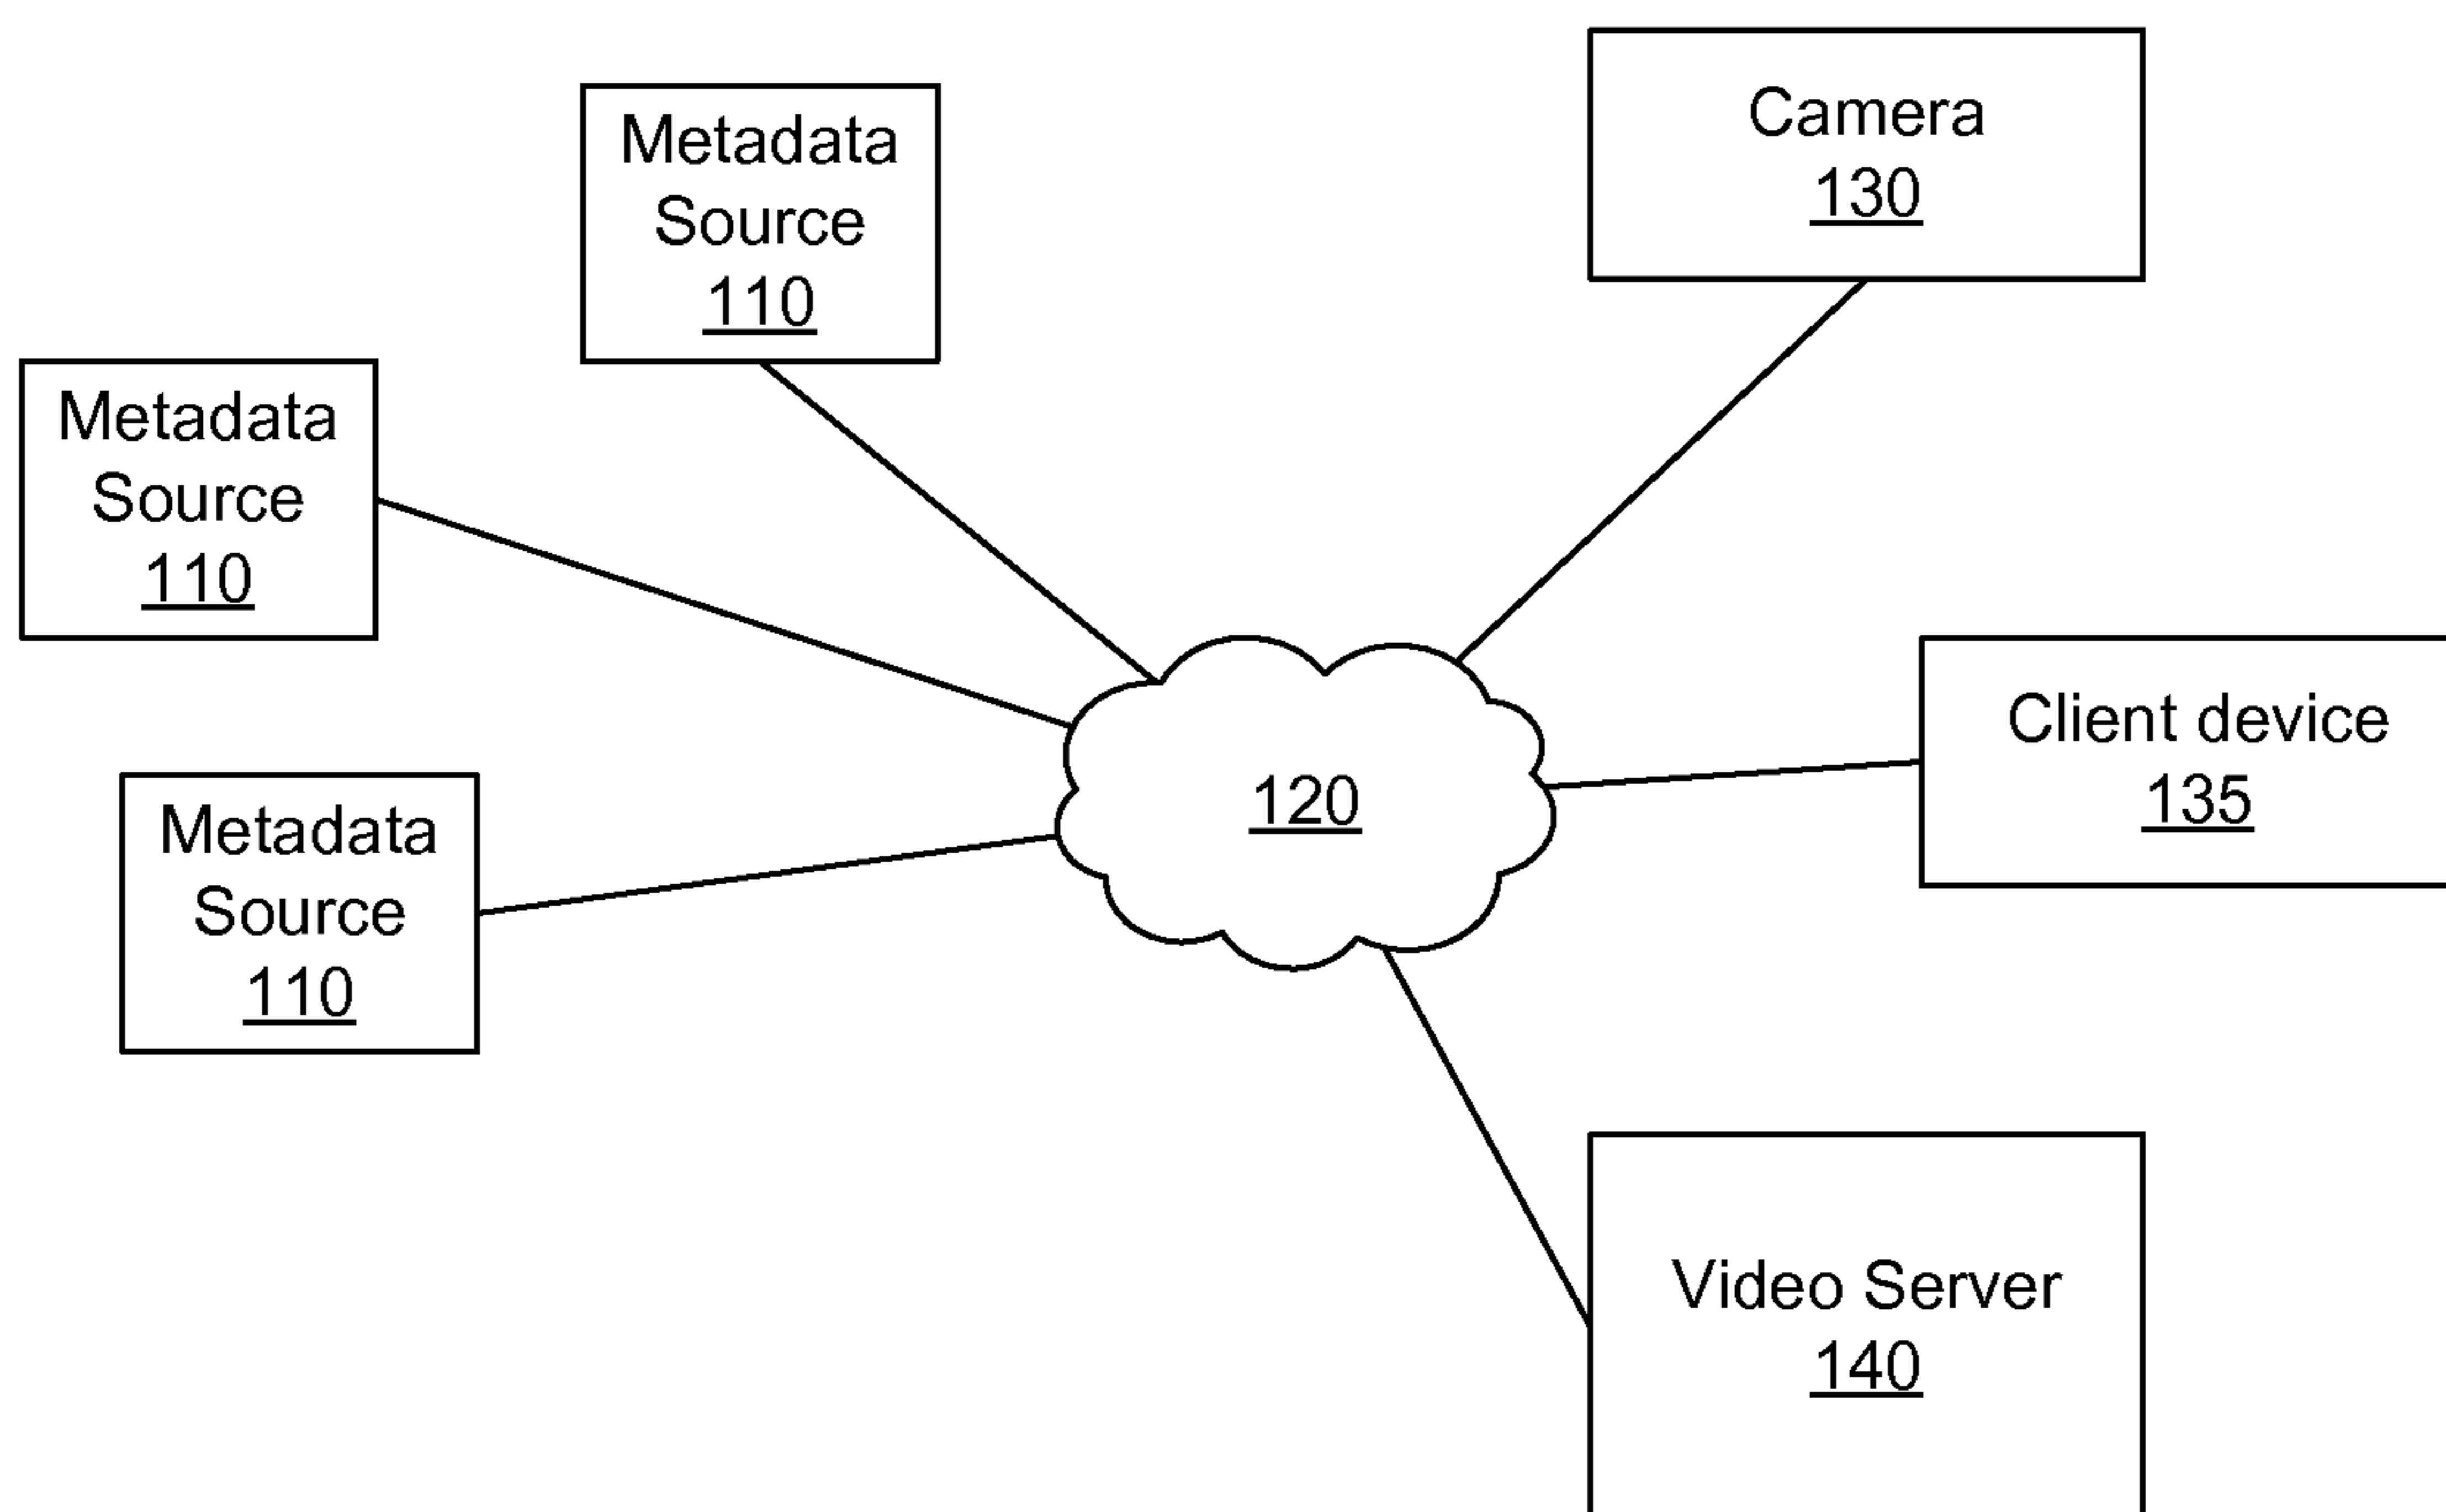 Metadata
Source
110
Camera
130
Metadata
Source
110
Client device
135
Metadata
Source
110
120
Video Server
140